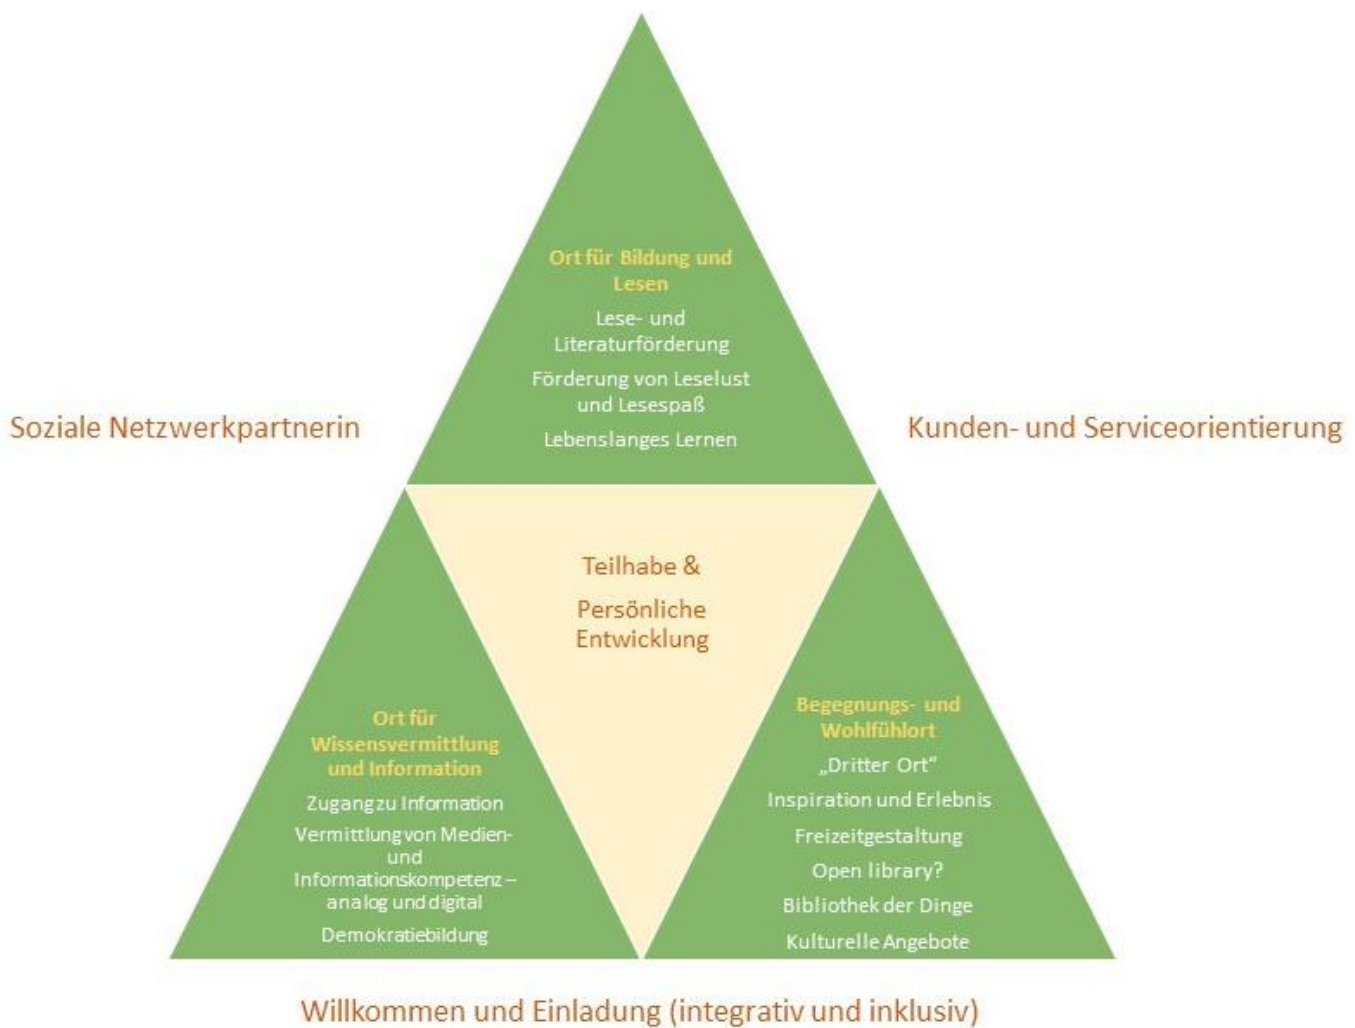 Ort für Bildung und
Lesen
Lese- und
Literaturförderung
Förderung von Leselust
und Lesespaß
Lebenslanges Lernen
Soziale Netzwerkpartnerin
Kunden- und Serviceorientierung
Teilhabe &
Persönliche
Entwicklung
Ort für
Wissensvermittlung
und Information
Zugang zu Information
Vermittlung von Medien-
und
Informationskompetenz –
analog und digital
Demokratiebildung
Begegnungs- und
Wohlfühlort
„Dritter Ort“
Inspiration und Erlebnis
Freizeitgestaltung
Open library?
Bibliothek der Dinge
Kulturelle Angebote
Willkommen und Einladung (integrativ und inklusiv)